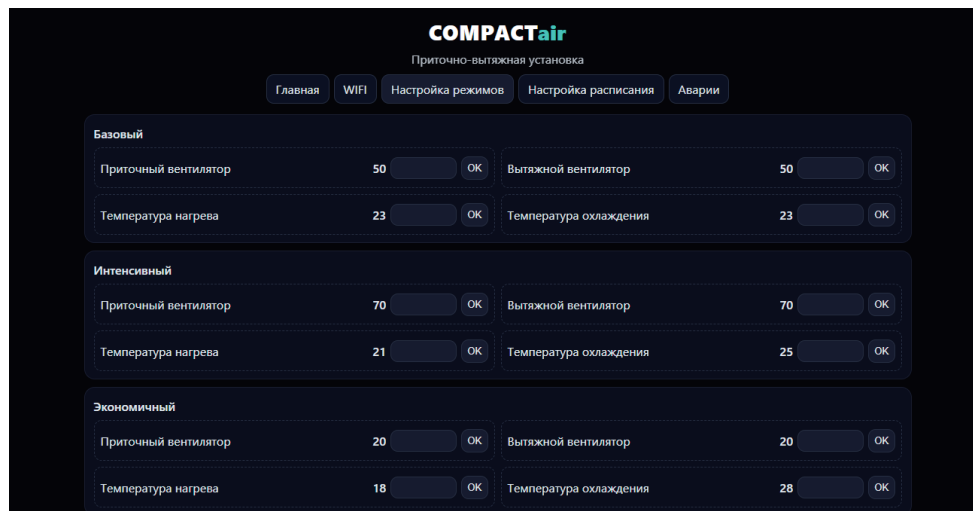 COMPACTair
Приточно-вытяжная установка
Главная WIFI Настройка режимов Настройка расписания Аварии
Базовый
Приточный вентилятор 50 OK Вытяжной вентилятор 50 OK
Температура нагрева 23 OK Температура охлаждения 23 OK
Интенсивный
Приточный вентилятор 70 OK Вытяжной вентилятор 70 OK
Температура нагрева 21 OK Температура охлаждения 25 OK
Экономичный
Приточный вентилятор 20 OK Вытяжной вентилятор 20 OK
Температура нагрева 18 OK Температура охлаждения 28 OK